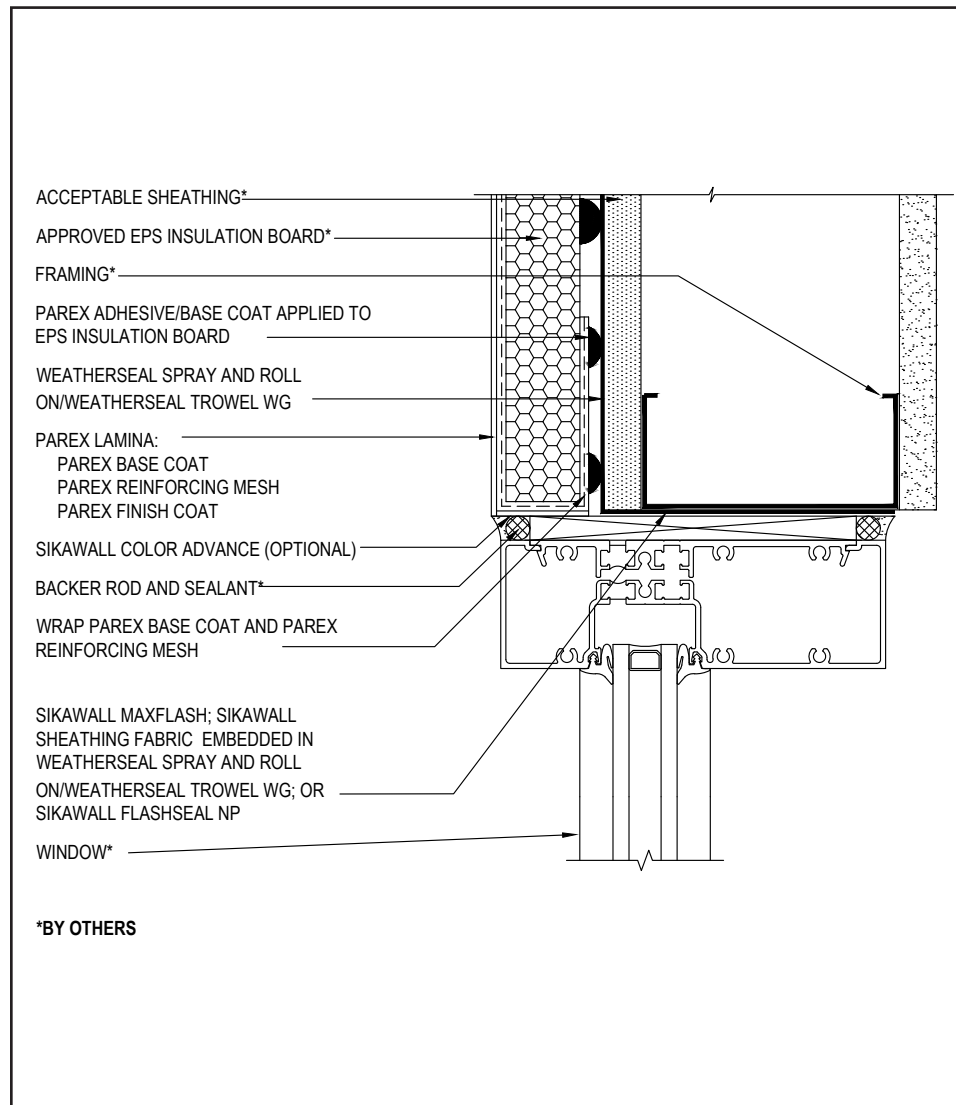 ACCEPTABLE SHEATHING*
APPROVED EPS INSULATION BOARD*
FRAMING*
PAREX ADHESIVE/BASE COAT APPLIED TO
EPS INSULATION BOARD
WEATHERSEAL SPRAY AND ROLL
ON/WEATHERSEAL TROWEL WG
PAREX LAMINA:
PAREX BASE COAT
PAREX REINFORCING MESH
PAREX FINISH COAT
SIKAWALL COLOR ADVANCE (OPTIONAL)
BACKER ROD AND SEALANT*
WRAP PAREX BASE COAT AND PAREX
REINFORCING MESH
SIKAWALL MAXFLASH; SIKAWALL
SHEATHING FABRIC EMBEDDED IN
WEATHERSEAL SPRAY AND ROLL
ON/WEATHERSEAL TROWEL WG; OR
SIKAWALL FLASHSEAL NP
WINDOW*
*BY OTHERS